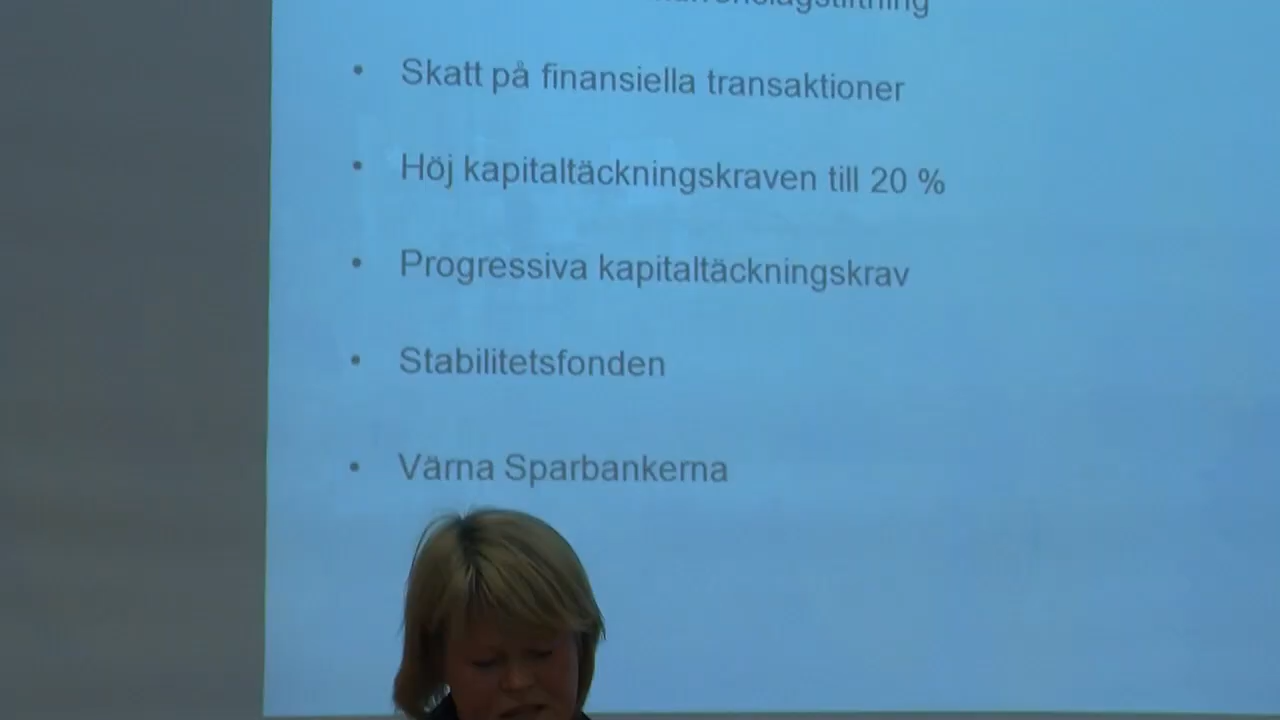 • Skatt på finansiella transaktioner
• Höj kapitaltäckningskraven till 20 %
• Progressiva kapitaltäckningskrav
• Stabilitetsfonden
• Värna Sparbankerna